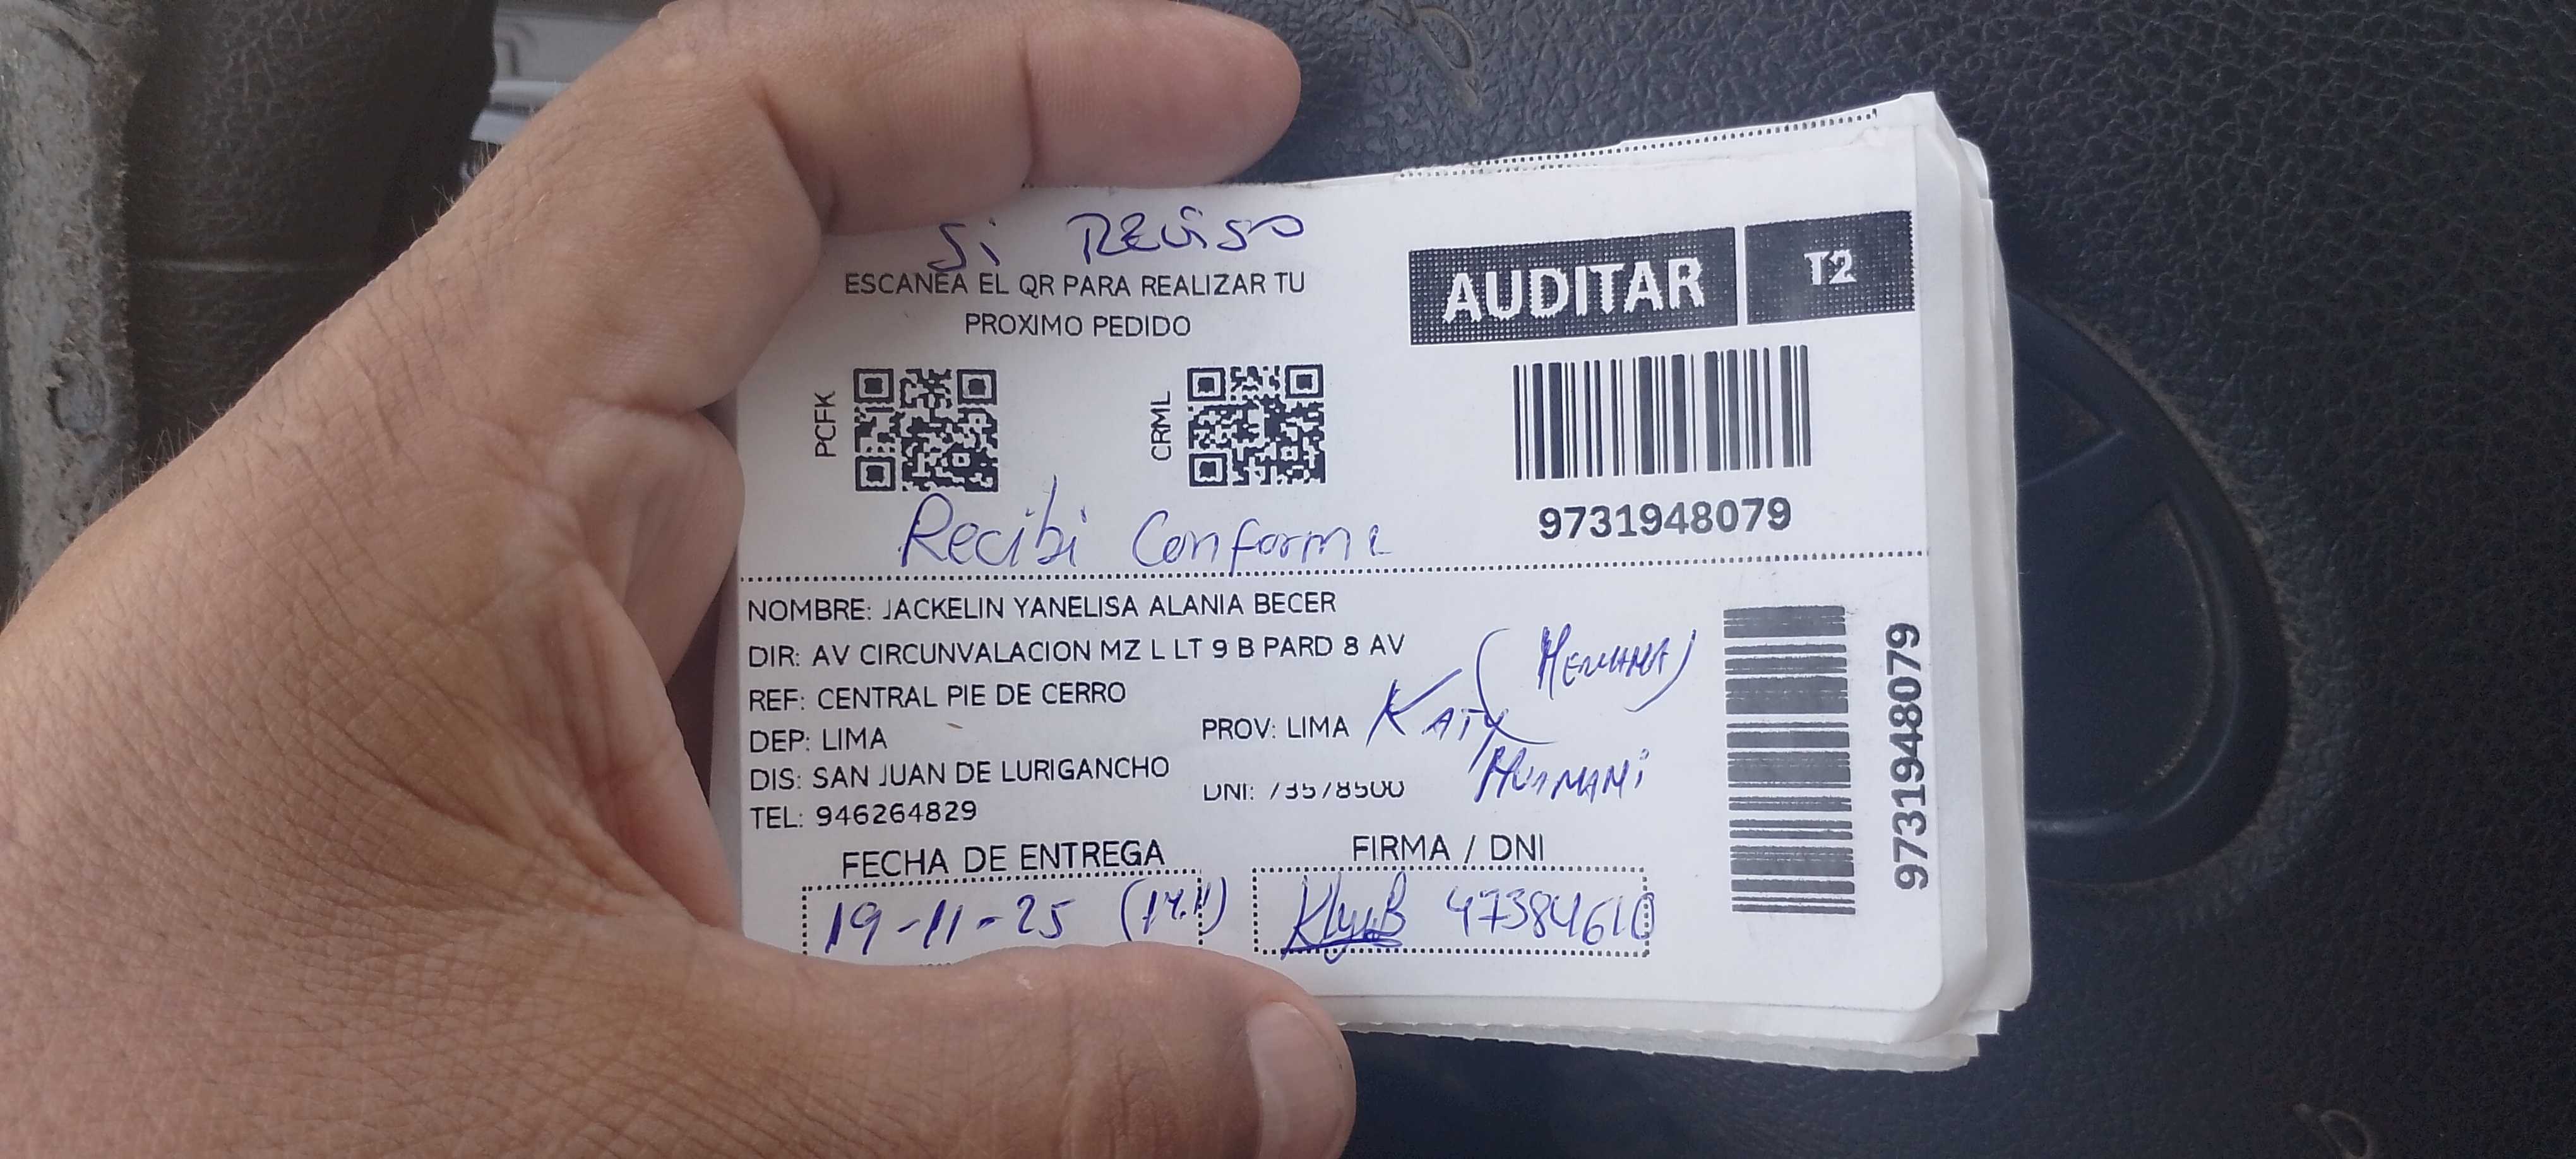 Si REViso
ESCANEA EL QR PARA REALIZAR TU
PROXIMO PEDIDO
AUDITAR T2
PCFK
CRML
9731948079
Recibi Conforme
NOMBRE: JACKELIN YANELISA ALANIA BECER
DIR: AV CIRCUNVALACION MZ L LT 9 B PARD 8 AV
REF: CENTRAL PIE DE CERRO
DEP: LIMA PROV: LIMA
DIS: SAN JUAN DE LURIGANCHO DNI: 73578500
TEL: 946264829
KATY
HUAMANi
9731948079
FECHA DE ENTREGA FIRMA / DNI
19-11-25 47384610